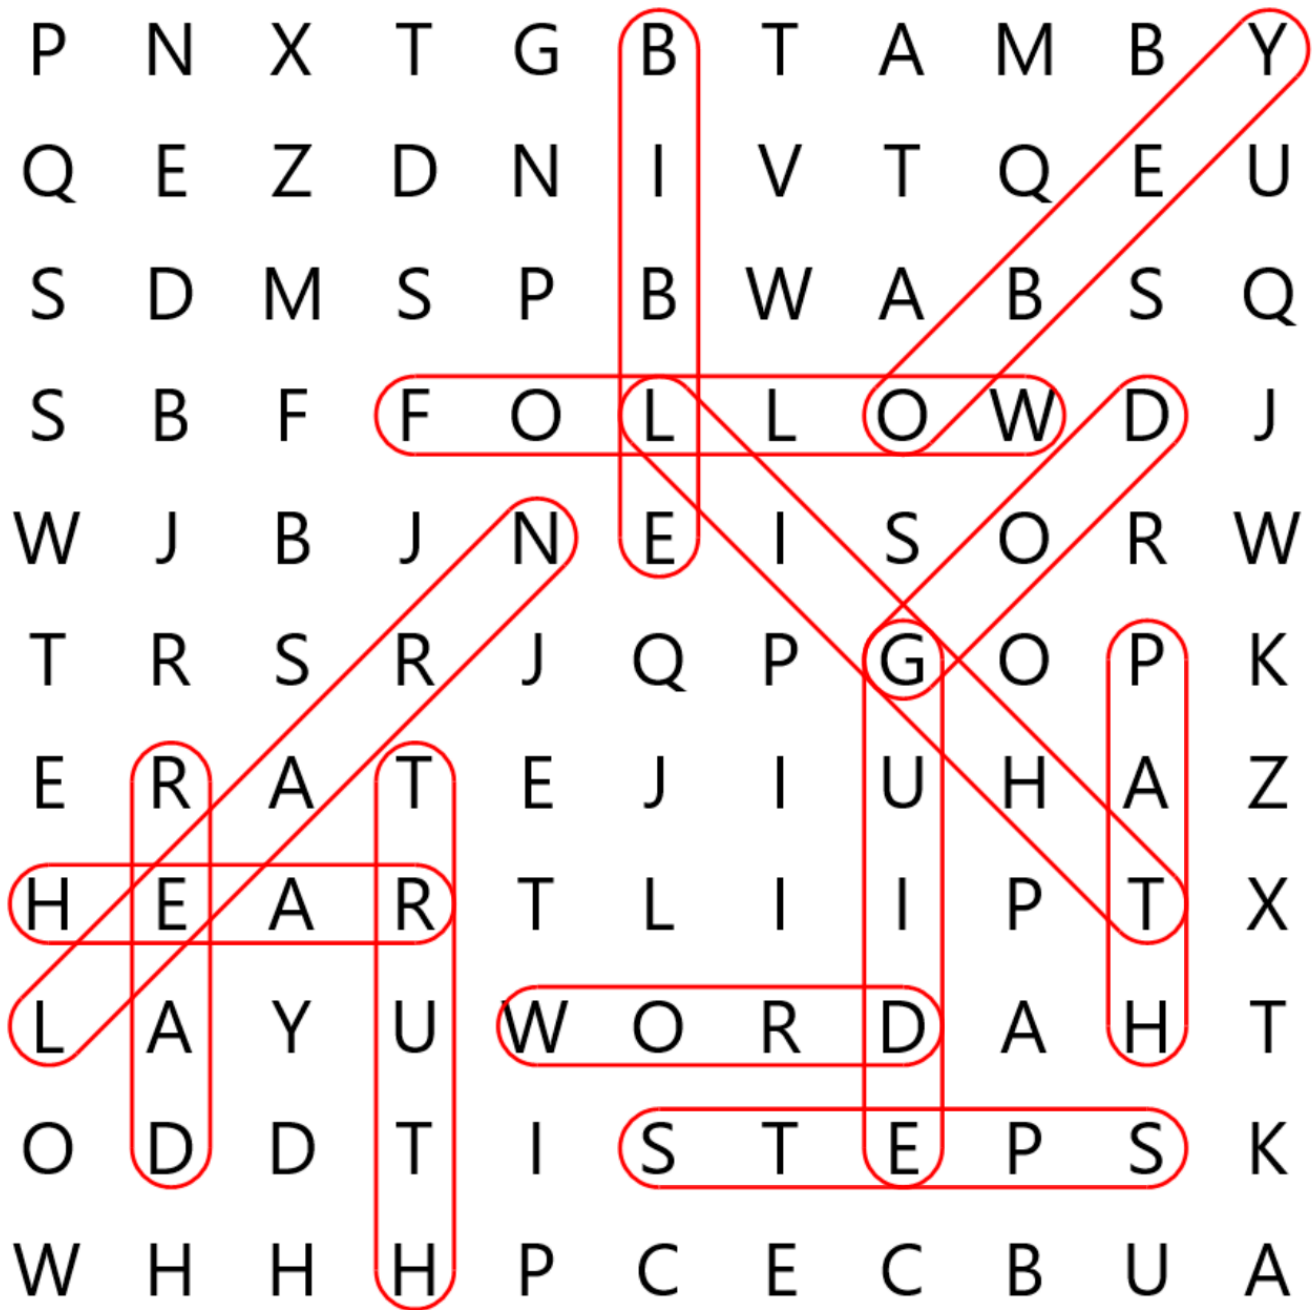 P N X T G B T A M B Y
Q E Z D N I V T Q E U
S D M S P B W A B S Q
S B F F O L L O W D J
W J B J N E I S O R W
T R S R J Q P G O P K
E R A T E J I U H A Z
H E A R T L I I P T X
L A Y U W O R D A H T
O D D T I S T E P S K
W H H H P C E C B U A